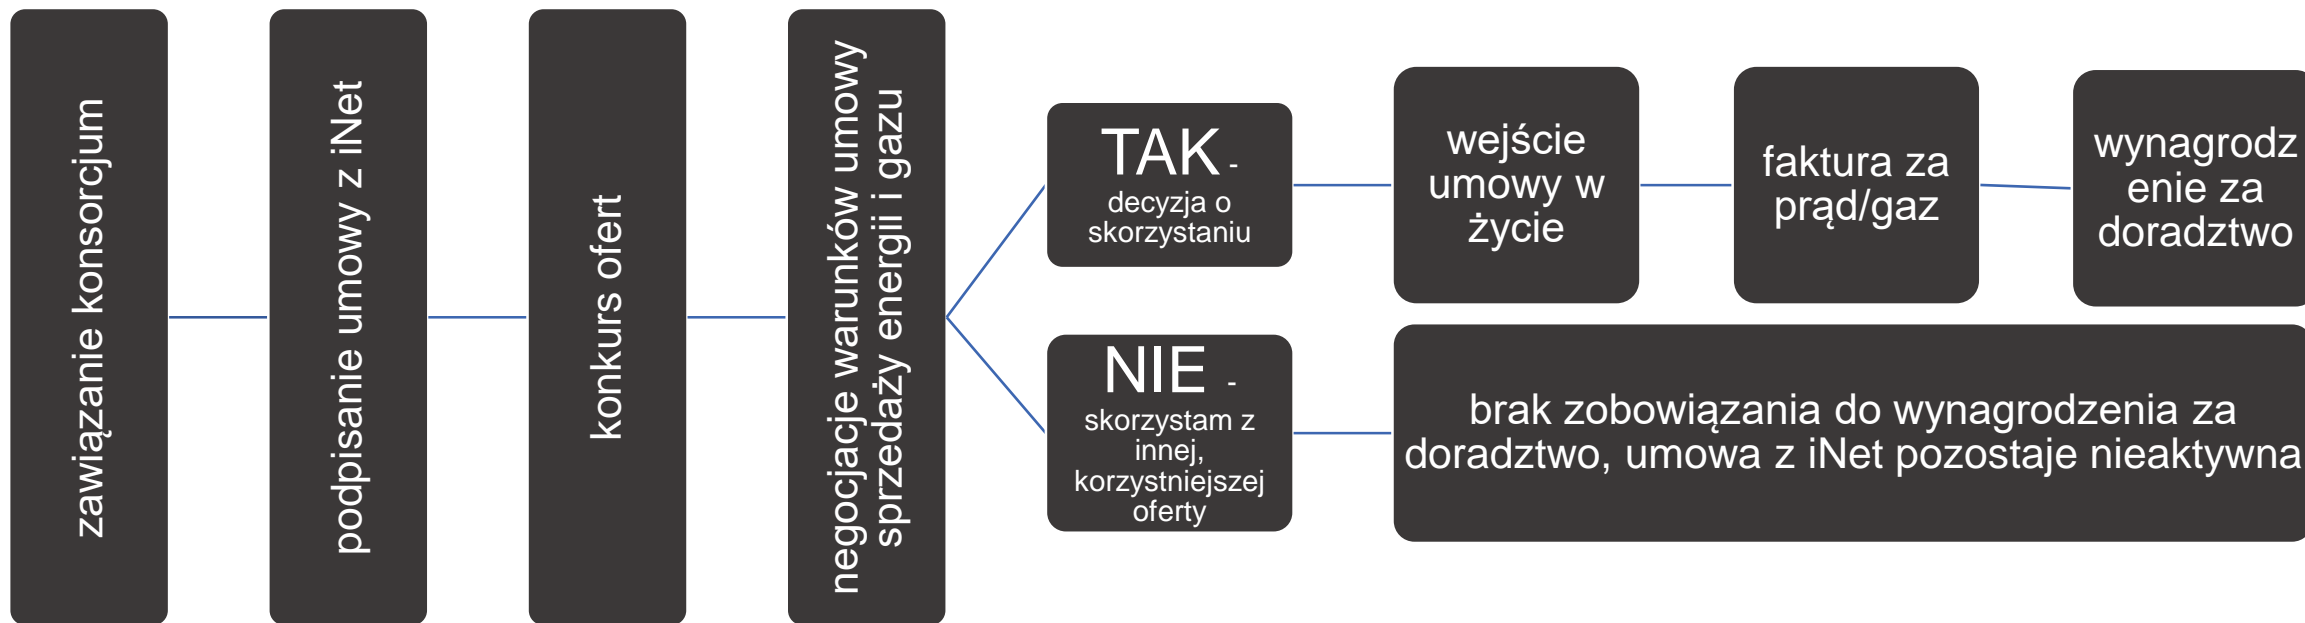 zawiązanie konsorcjum
podpisanie umowy z iNet
konkurs ofert
negocjacje warunków umowy
sprzedaży energii i gazu
TAK -
decyzja o
skorzystaniu
wejście
umowy w
życie
faktura za
prąd/gaz
wynagrodz
enie za
doradztwo
NIE -
skorzystam z
innej,
korzystniejszej
oferty
brak zobowiązania do wynagrodzenia za
doradztwo, umowa z iNet pozostaje nieaktywna